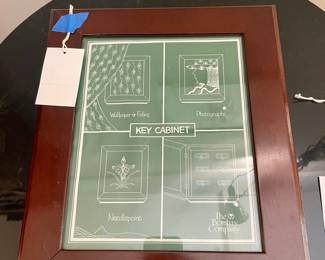 Wallpaper & Fabric
Photographs
KEY CABINET
Needlepoint
The
Bombay
Company